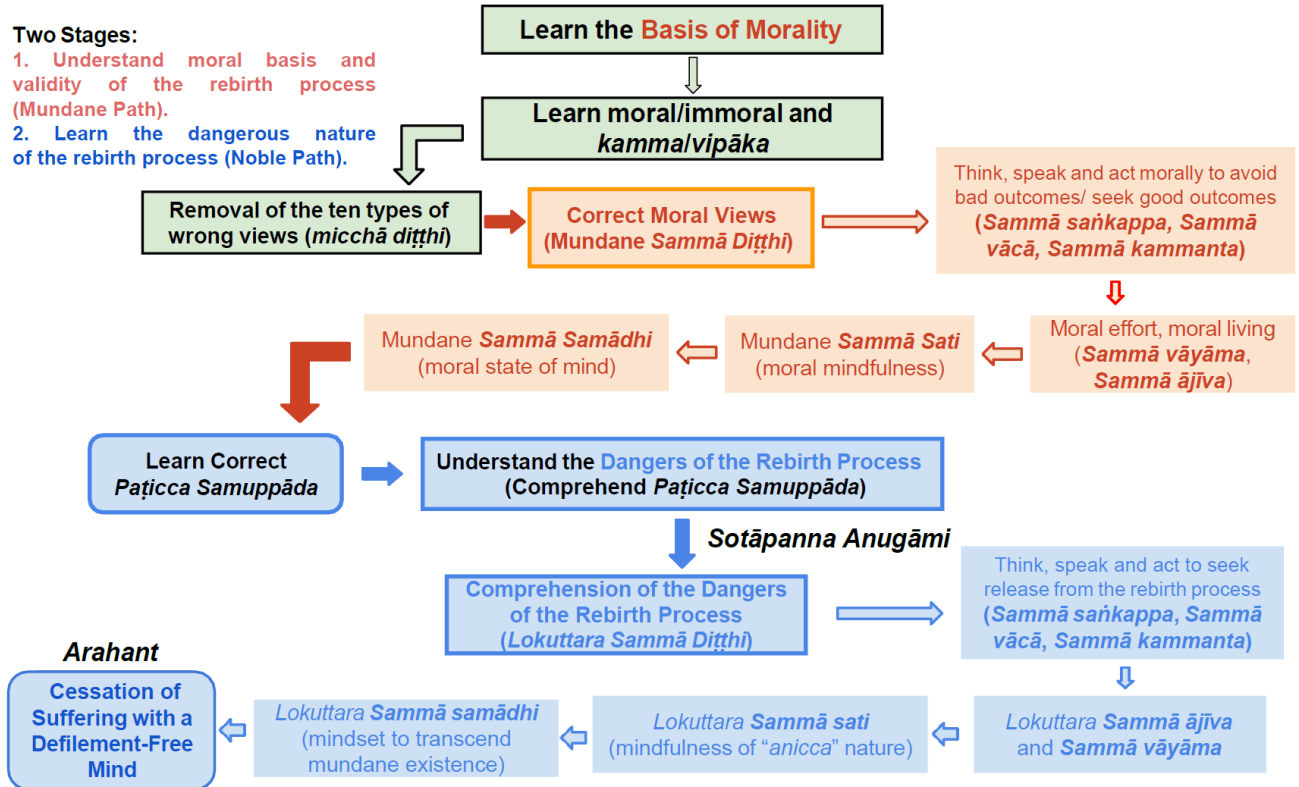 Two Stages:
1. Understand moral basis and
validity of the rebirth process
(Mundane Path).
2. Learn the dangerous nature
of the rebirth process (Noble Path).
Learn the Basis of Morality
Learn moral/immoral and
kamma/vipāka
Removal of the ten types of
wrong views (micchā diṭṭhi)
Correct Moral Views
(Mundane Sammā Diṭṭhi)
Think, speak and act morally to avoid
bad outcomes/ seek good outcomes
(Sammā saṅkappa, Sammā
vācā, Sammā kammanta)
Moral effort, moral living
(Sammā vāyāma,
Sammā ājīva)
Mundane Sammā Sati
(moral mindfulness)
Mundane Sammā Samādhi
(moral state of mind)
Learn Correct
Paṭicca Samuppāda
Understand the Dangers of the Rebirth Process
(Comprehend Paṭicca Samuppāda)
Sotāpanna Anugāmi
Comprehension of the Dangers
of the Rebirth Process
(Lokuttara Sammā Diṭṭhi)
Think, speak and act to seek
release from the rebirth process
(Sammā saṅkappa, Sammā
vācā, Sammā kammanta)
Lokuttara Sammā ājīva
and Sammā vāyāma
Lokuttara Sammā sati
(mindfulness of “anicca” nature)
Lokuttara Sammā samādhi
(mindset to transcend
mundane existence)
Arahant
Cessation of
Suffering with a
Defilement-Free
Mind